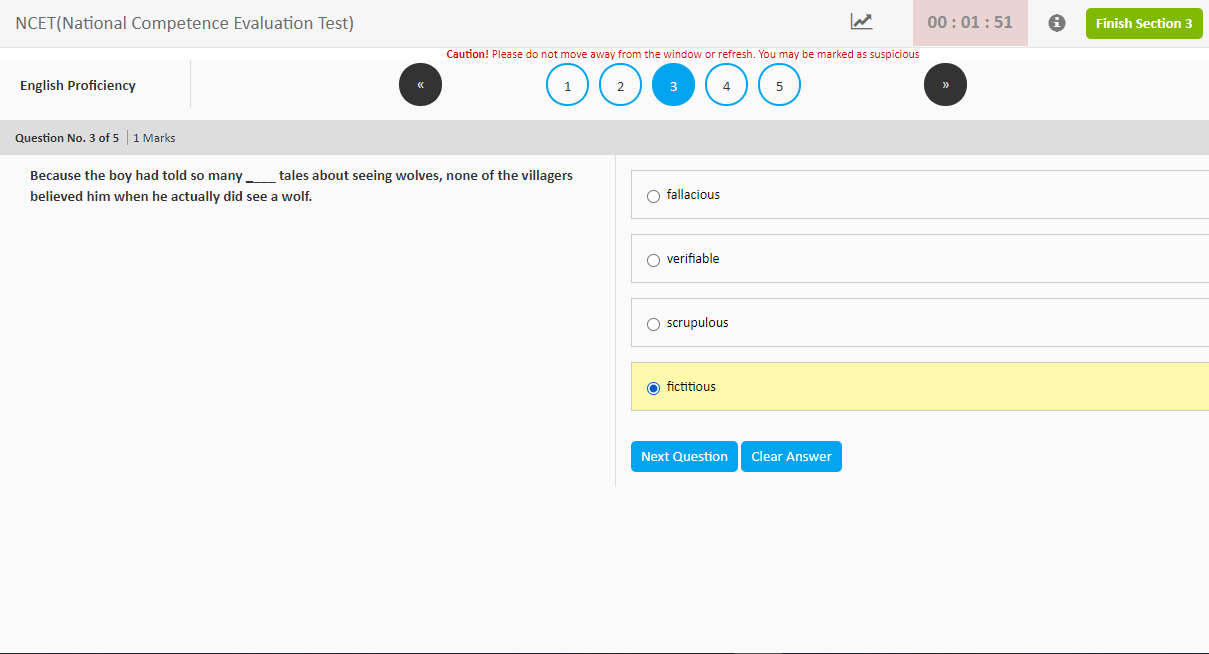 NCET(National Competence Evaluation Test)
00 : 01 : 51
Finish Section 3
Caution! Please do not move away from the window or refresh. You may be marked as suspicious
English Proficiency
«
1
2
3
4
5
»
Question No. 3 of 5
1 Marks
Because the boy had told so many ____ tales about seeing wolves, none of the villagers
believed him when he actually did see a wolf.
fallacious
verifiable
scrupulous
fictitious
Next Question
Clear Answer